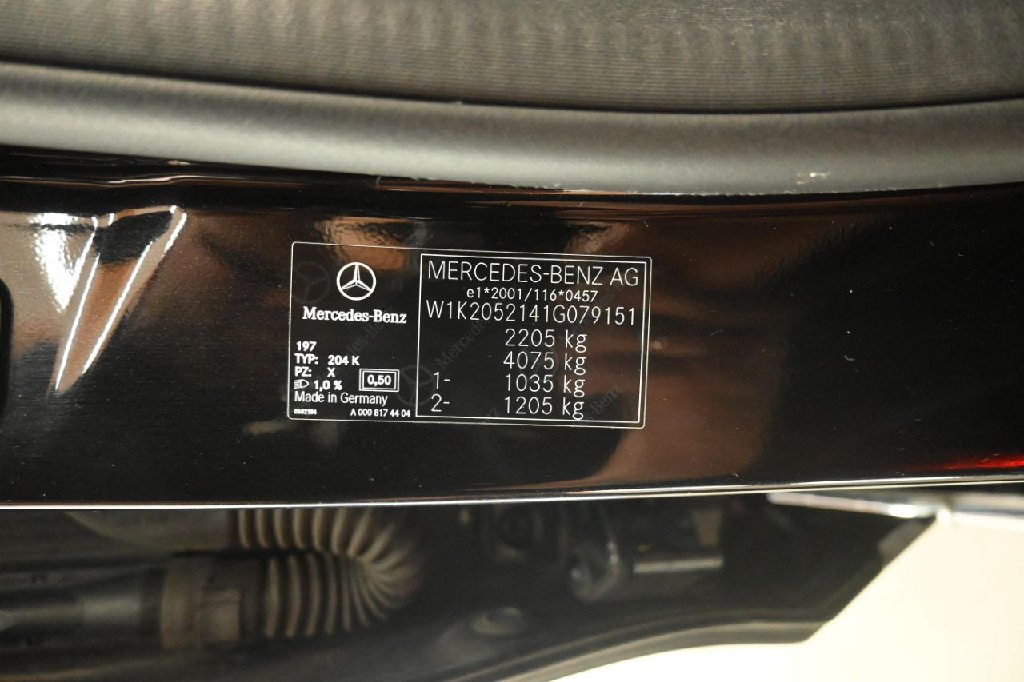 Mercedes-Benz
197
TYP: 204 K
PZ: X
1,0 % 0,50
Made in Germany
A 000 817 44 04
MERCEDES-BENZ AG
e1*2001/116*0457
W1K2052141G079151
2205 kg
4075 kg
1- 1035 kg
2- 1205 kg